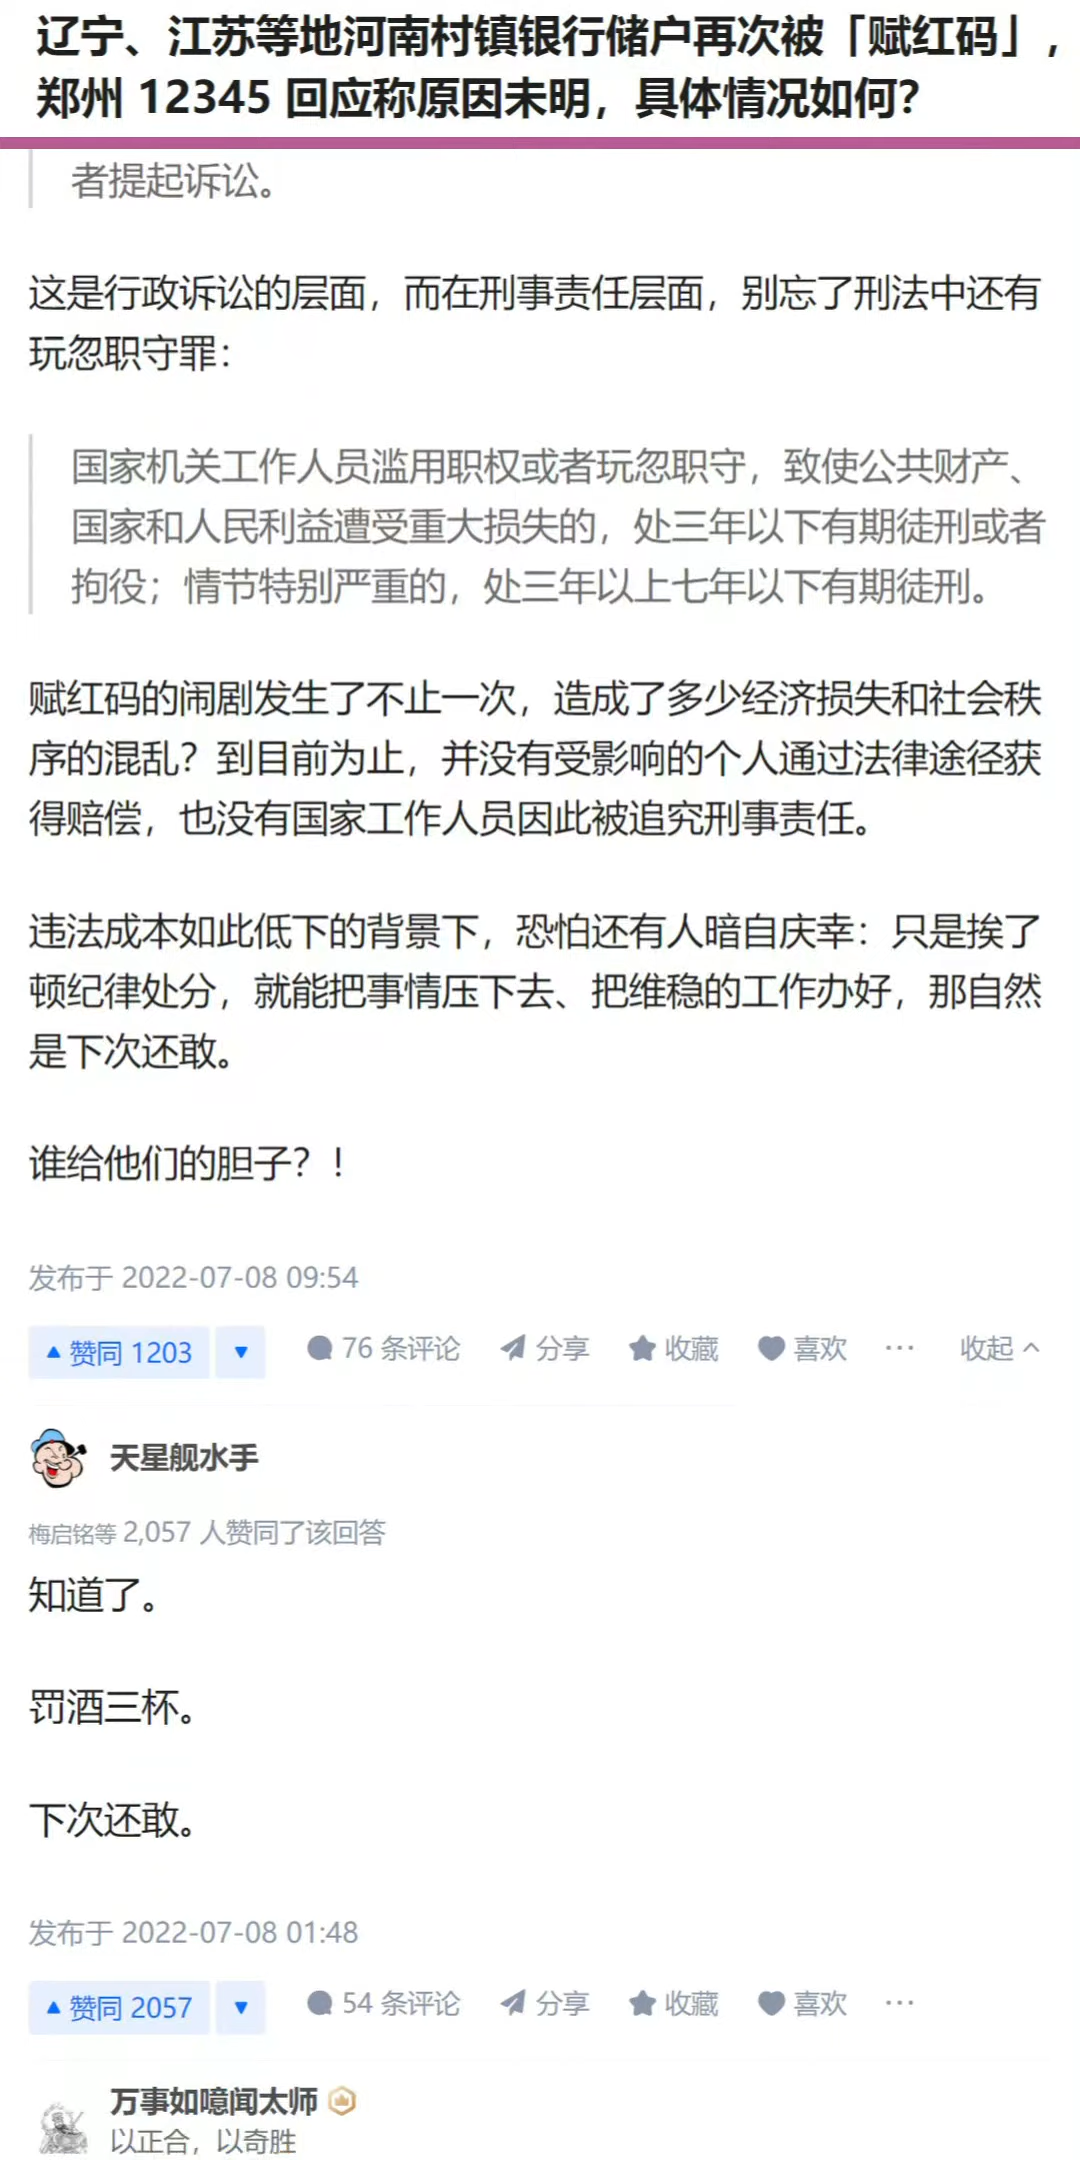 辽宁、江苏等地河南村镇银行储户再次被「赋红码」,
郑州 12345 回应称原因未明，具体情况如何？
者提起诉讼。
这是行政诉讼的层面，而在刑事责任层面，别忘了刑法中还有
玩忽职守罪：
国家机关工作人员滥用职权或者玩忽职守，致使公共财产、
国家和人民利益遭受重大损失的，处三年以下有期徒刑或者
拘役；情节特别严重的，处三年以上七年以下有期徒刑。
赋红码的闹剧发生了不止一次，造成了多少经济损失和社会秩
序的混乱？到目前为止，并没有受影响的个人通过法律途径获
得赔偿，也没有国家工作人员因此被追究刑事责任。
违法成本如此低下的背景下，恐怕还有人暗自庆幸：只是挨了
顿纪律处分，就能把事情压下去、把维稳的工作办好，那自然
是下次还敢。
谁给他们的胆子？！
发布于 2022-07-08 09:54
赞同 1203 76 条评论 分享 收藏 喜欢 ··· 收起
天星舰水手
梅启铭等 2,057 人赞同了该回答
知道了。
罚酒三杯。
下次还敢。
发布于 2022-07-08 01:48
赞同 2057 54 条评论 分享 收藏 喜欢 ···
万事如噫闻太师
以正合，以奇胜